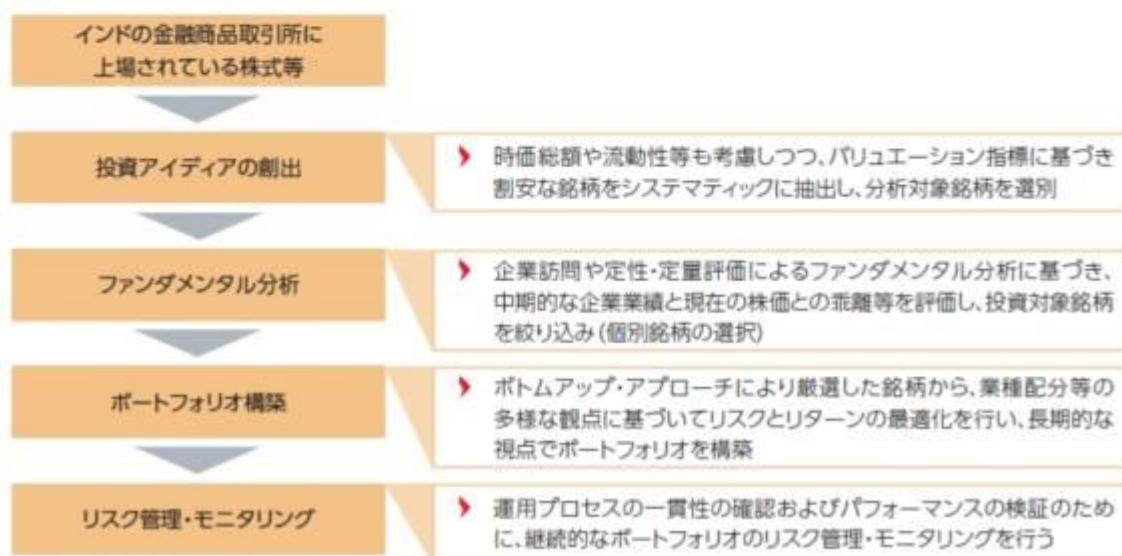 インドの金融商品取引所に
上場されている株式等
投資アイディアの創出
時価総額や流動性等も考慮しつつ、バリュエーション指標に基づき
割安な銘柄をシステマティックに抽出し、分析対象銘柄を選別
ファンダメンタル分析
企業訪問や定性・定量評価によるファンダメンタル分析に基づき、
中期的な企業業績と現在の株価との乖離等を評価し、投資対象銘柄
を絞り込み(個別銘柄の選択)
ポートフォリオ構築
ボトムアップ・アプローチにより厳選した銘柄から、業種配分等の
多様な観点に基づいてリスクとリターンの最適化を行い、長期的な
視点でポートフォリオを構築
リスク管理・モニタリング
運用プロセスの一貫性の確認およびパフォーマンスの検証のため
に、継続的なポートフォリオのリスク管理・モニタリングを行う